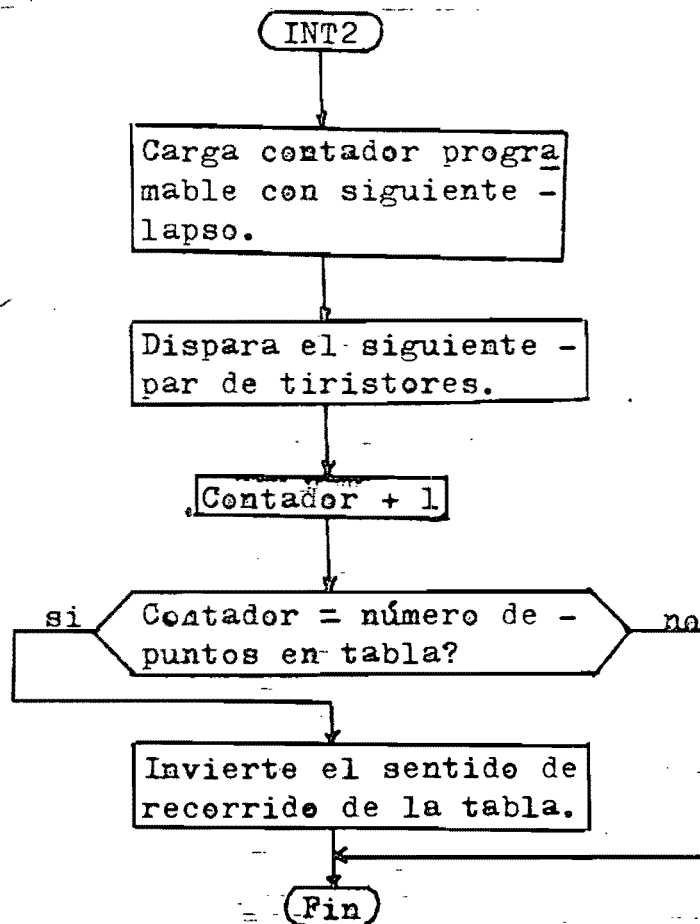 INT2
Carga contador progra
mable con siguiente -
lapso.
Dispara el siguiente -
par de tiristores.
Contador + 1
si
Contador = número de -
puntos en tabla?
no
Invierte el sentido de
recorrido de la tabla.
Fin